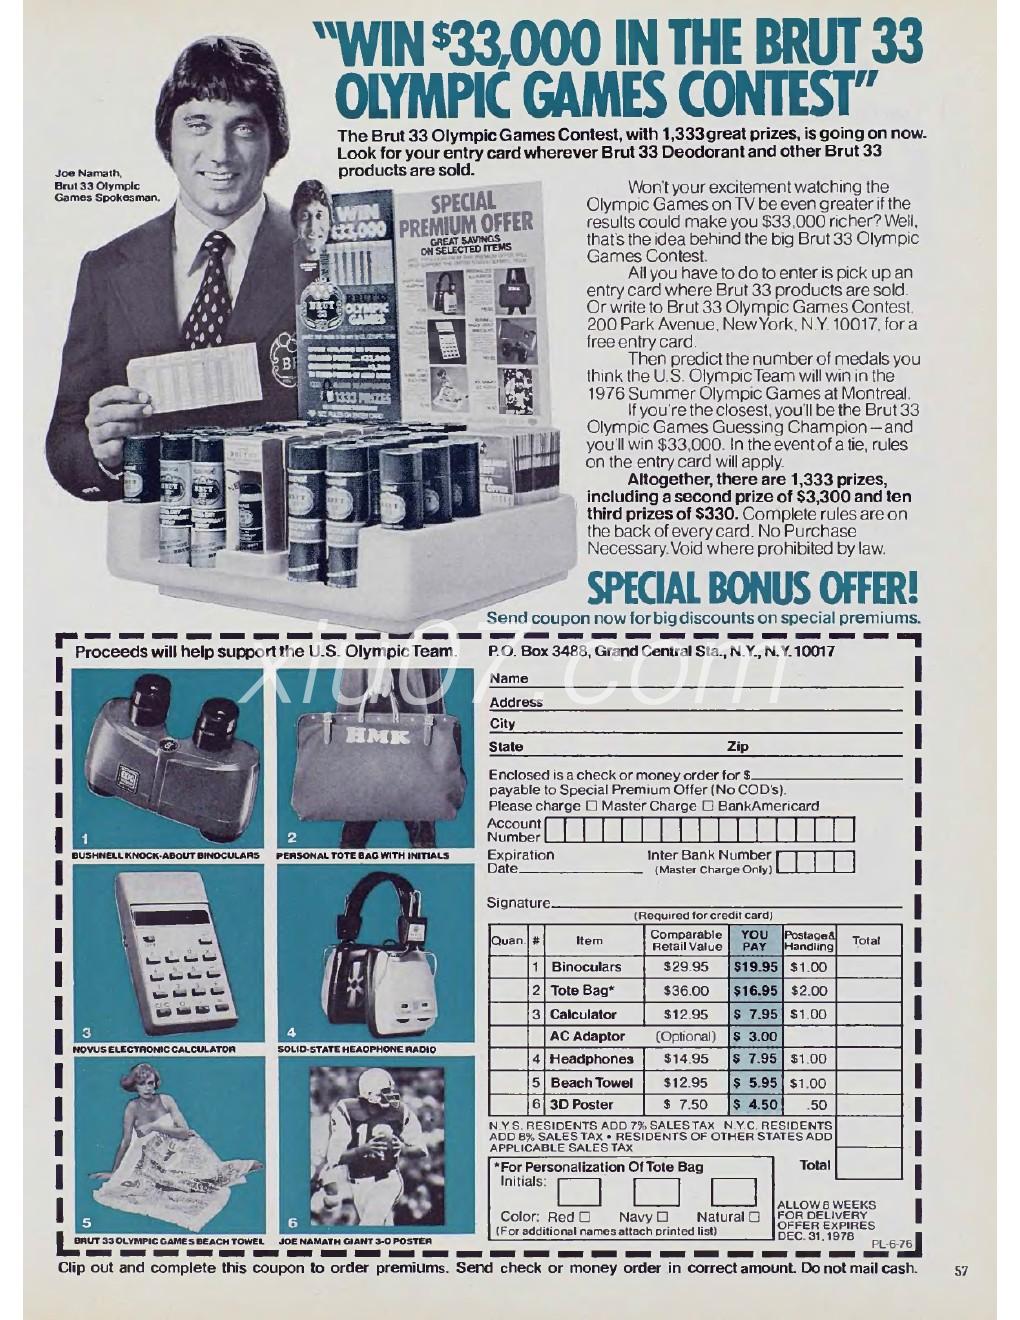 "WIN $33,000 IN THE BRUT 33
OLYMPIC GAMES CONTEST"
The Brut 33 Olympic Games Contest, with 1,333 great prizes, is going on now.
Look for your entry card wherever Brut 33 Deodorant and other Brut 33
products are sold.
Joe Namath,
Brut 33 Olympic
Games Spokesman.
WIN
$33,000
SPECIAL
PREMIUM OFFER
GREAT SAVINGS
ON SELECTED ITEMS
BRUT 33
OLYMPIC
GAMES
1333 PRIZES
BRUT
Won't your excitement watching the
Olympic Games on TV be even greater if the
results could make you $33,000 richer? Well,
that's the idea behind the big Brut 33 Olympic
Games Contest.
All you have to do to enter is pick up an
entry card where Brut 33 products are sold.
Or write to Brut 33 Olympic Games Contest,
200 Park Avenue, New York, N.Y. 10017, for a
free entry card.
Then predict the number of medals you
think the U.S. Olympic Team will win in the
1976 Summer Olympic Games at Montreal.
If you're the closest, you'll be the Brut 33
Olympic Games Guessing Champion—and
you'll win $33,000. In the event of a tie, rules
on the entry card will apply.
Altogether, there are 1,333 prizes,
including a second prize of $3,300 and ten
third prizes of $330. Complete rules are on
the back of every card. No Purchase
Necessary. Void where prohibited by law.
SPECIAL BONUS OFFER!
Send coupon now for big discounts on special premiums.
Proceeds will help support the U.S. Olympic Team.
xiu07.com
HMK
1
BUSHNELL KNOCK-ABOUT BINOCULARS
2
PERSONAL TOTE BAG WITH INITIALS
3
NOVUS ELECTRONIC CALCULATOR
4
SOLID-STATE HEADPHONE RADIO
5
BRUT 33 OLYMPIC GAMES BEACH TOWEL
6
JOE NAMATH GIANT 3-D POSTER
P.O. Box 3488, Grand Central Sta., N.Y., N.Y. 10017
Name
Address
City
State Zip
Enclosed is a check or money order for $
payable to Special Premium Offer (No COD's).
Please charge □ Master Charge □ BankAmericard
Account
Number
Expiration
Date
Inter Bank Number
(Master Charge Only)
Signature
(Required for credit card)
Quan. # Item Comparable Retail Value YOU PAY Postage & Handling Total
1 Binoculars $29.95 $19.95 $1.00
2 Tote Bag* $36.00 $16.95 $2.00
3 Calculator $12.95 $ 7.95 $1.00
AC Adaptor (Optional) $ 3.00
4 Headphones $14.95 $ 7.95 $1.00
5 Beach Towel $12.95 $ 5.95 $1.00
6 3D Poster $ 7.50 $ 4.50 .50
N.Y.S. RESIDENTS ADD 7% SALES TAX N.Y.C. RESIDENTS
ADD 8% SALES TAX • RESIDENTS OF OTHER STATES ADD
APPLICABLE SALES TAX
Total
*For Personalization Of Tote Bag
Initials:
Color: Red □ Navy □ Natural □
(For additional names attach printed list)
ALLOW 6 WEEKS
FOR DELIVERY
OFFER EXPIRES
DEC. 31, 1976
PL-6-76
Clip out and complete this coupon to order premiums. Send check or money order in correct amount. Do not mail cash.
57